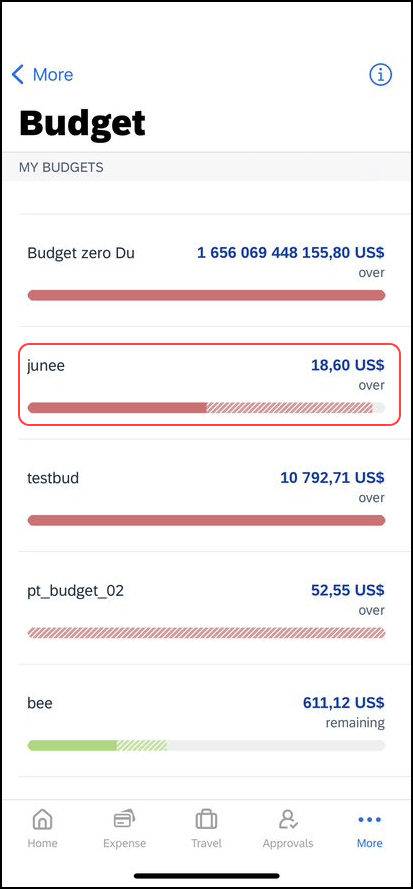 More
Budget
MY BUDGETS
Budget zero Du 1 656 069 448 155,80 US$
over
junee 18,60 US$
over
testbud 10 792,71 US$
over
pt_budget_02 52,55 US$
over
bee 611,12 US$
remaining
Home Expense Travel Approvals More